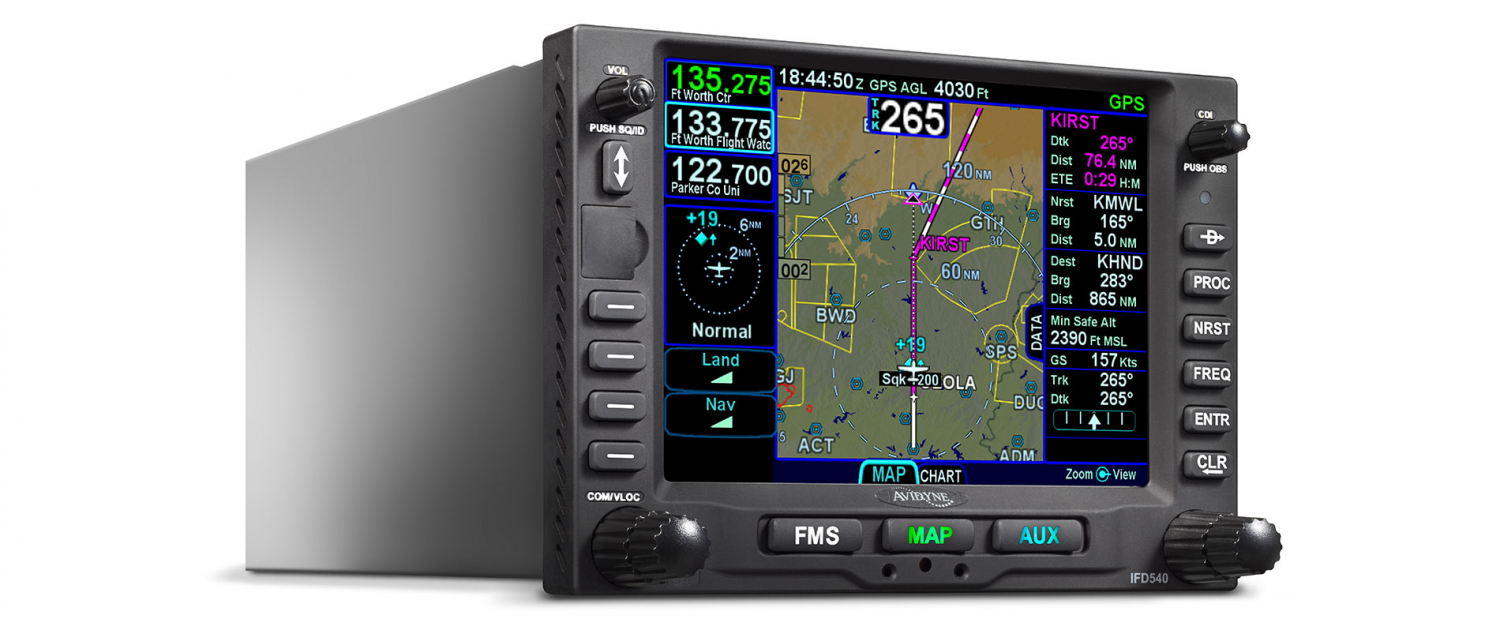 VOL
PUSH SQ/ID
COM/VLOC
135.275
Ft Worth Ctr
133.775
Ft Worth Flight Watc
122.700
Parker Co Uni
+19
6NM
2NM
Normal
Land
Nav
18:44:50Z GPS AGL 4030Ft
GPS
TRK 265
026
SJT
120NM
W
24
GTH
30
KIRST
002
60NM
BWD
+19
SPS
Sqk
200
OLA
GJ
DUC
5
ACT
ADM
DATA
KIRST
Dtk 265°
Dist 76.4 NM
ETE 0:29 H:M
Nrst KMWL
Brg 165°
Dist 5.0 NM
Dest KHND
Brg 283°
Dist 865 NM
Min Safe Alt
2390 Ft MSL
GS 157Kts
Trk 265°
Dtk 265°
MAP CHART
Zoom View
AVIDYNE
FMS MAP AUX
IFD540
CDI
PUSH OBS
D
PROC
NRST
FREQ
ENTR
CLR